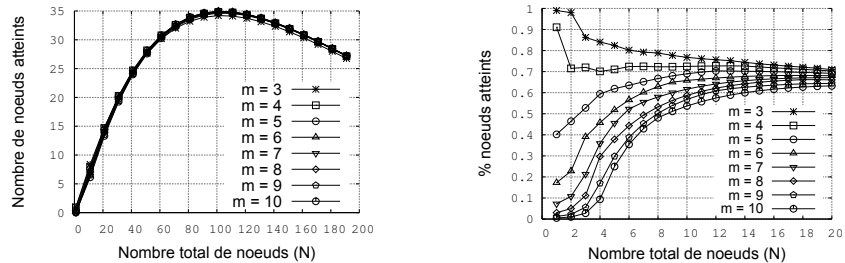 Nombre de noeuds atteints
35
30
25
20
15
10
5
0
m = 3
m = 4
m = 5
m = 6
m = 7
m = 8
m = 9
m = 10
0 20 40 60 80 100 120 140 160 180 200
Nombre total de noeuds (N)
% noeuds atteints
1
0.9
0.8
0.7
0.6
0.5
0.4
0.3
0.2
0.1
0
m = 3
m = 4
m = 5
m = 6
m = 7
m = 8
m = 9
m = 10
0 2 4 6 8 10 12 14 16 18 20
Nombre total de noeuds (N)